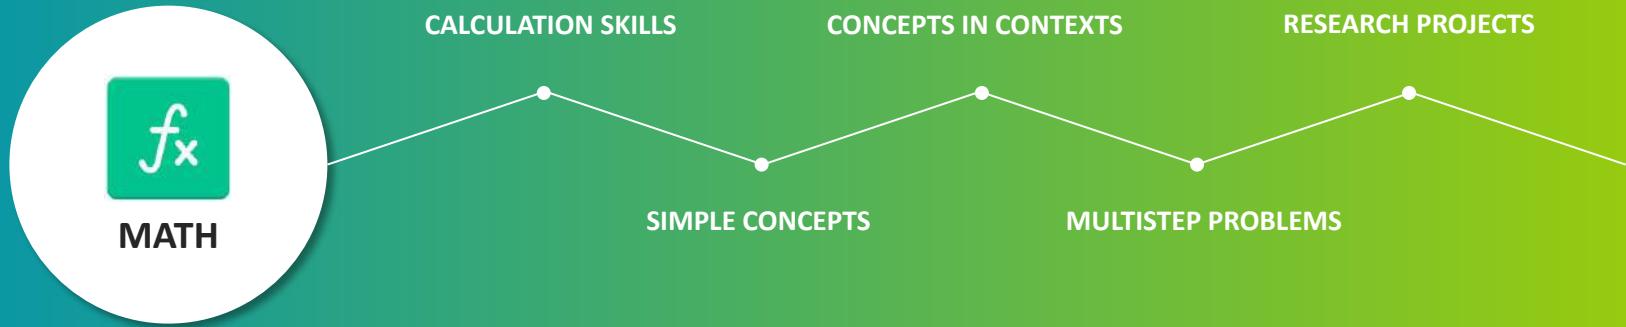 CALCULATION SKILLS
CONCEPTS IN CONTEXTS
RESEARCH PROJECTS
fx
MATH
SIMPLE CONCEPTS
MULTISTEP PROBLEMS